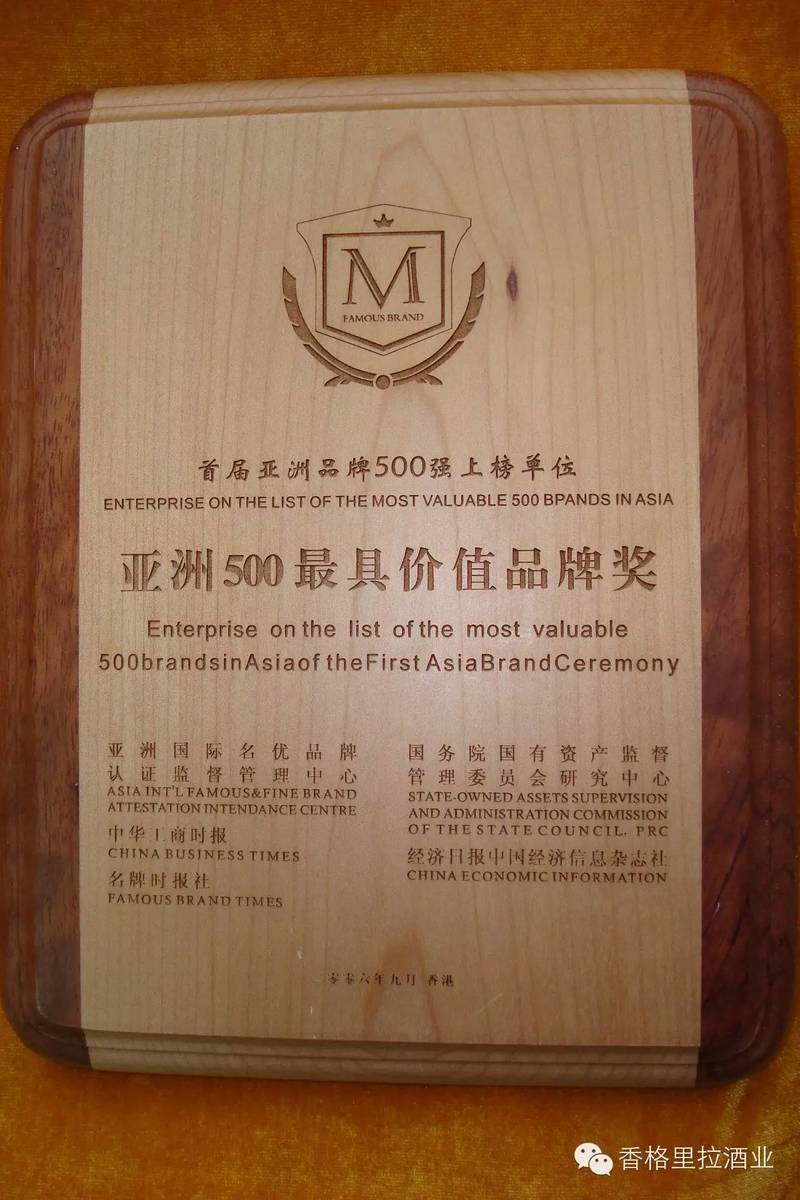 M
FAMOUS BRAND
首届亚洲品牌500强上榜单位
ENTERPRISE ON THE LIST OF THE MOST VALUABLE 500 BPANDS IN ASIA
亚洲500最具价值品牌奖
Enterprise on the list of the most valuable
500brandsinAsiaof theFirst AsiaBrandCeremony
亚洲国际名优品牌
认证监督管理中心
ASIA INT'L FAMOUS&FINE BRAND
ATTESTATION INTENDANCE CENTRE
中华工商时报
CHINA BUSINESS TIMES
名牌时报社
FAMOUS BRAND TIMES
国务院国有资产监督
管理委员会研究中心
STATE-OWNED ASSETS SUPERVISION
AND ADMINISTRATION COMMISSION
OF THE STATE COUNCIL, PRC
经济日报中国经济信息杂志社
CHINA ECONOMIC INFORMATION
二零零六年九月 香港
香格里拉酒业